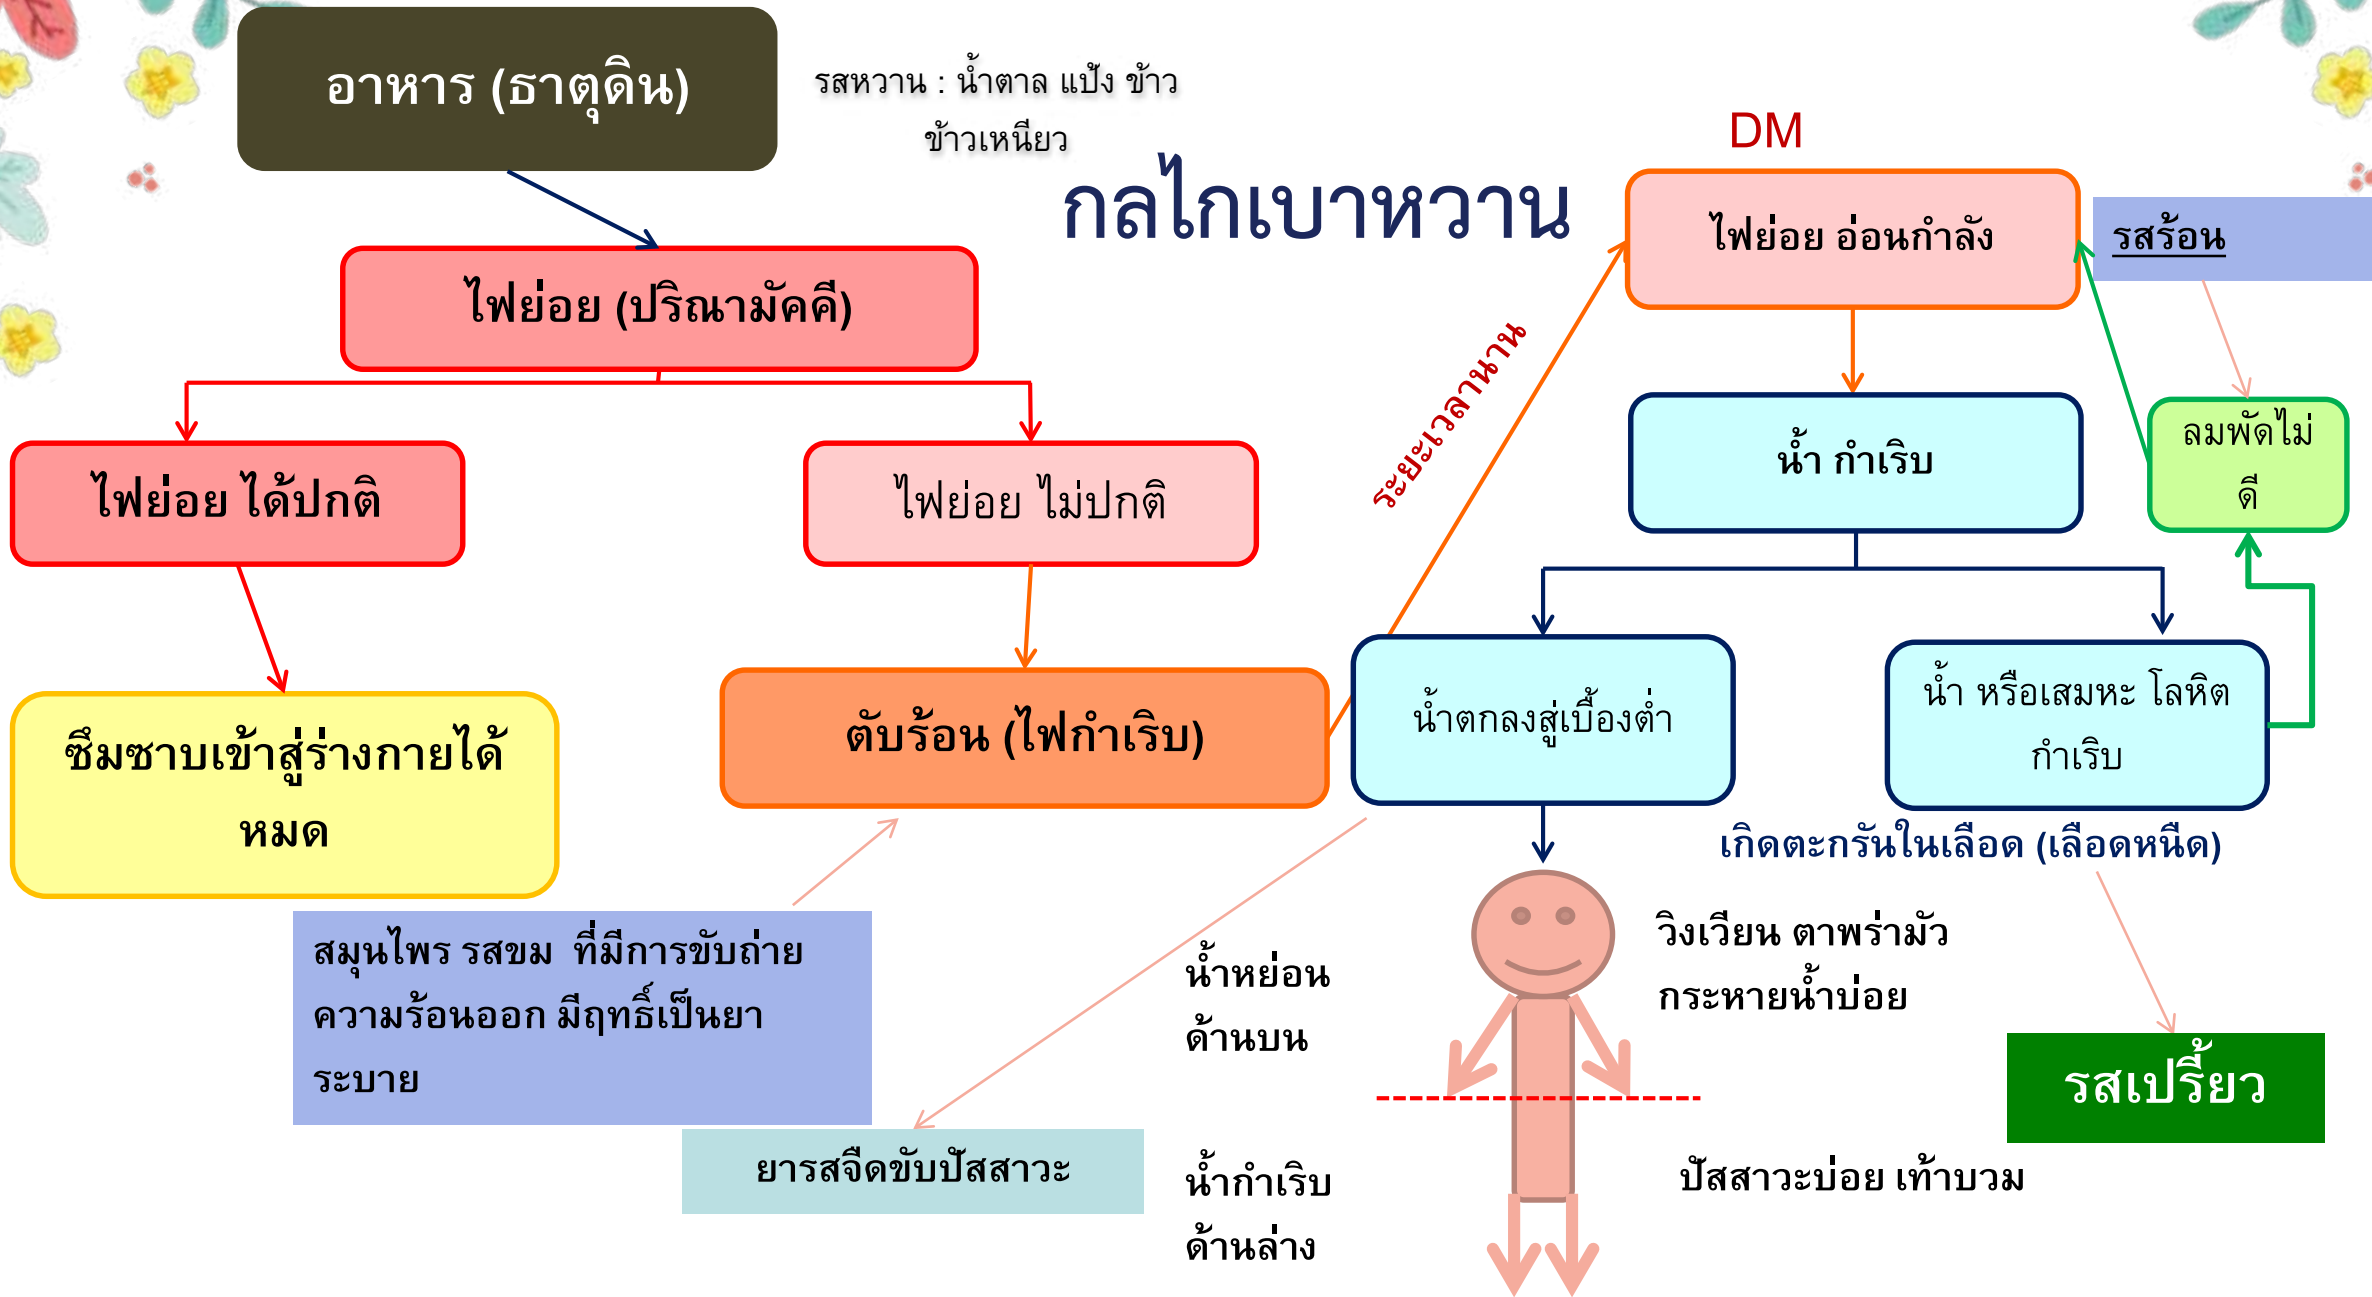 อาหาร (ธาตุดิน)
รสหวาน : น้ำตาล แป้ง ข้าว
ข้าวเหนียว
กลไกเบาหวาน
DM
ไฟย่อย อ่อนกำลัง
รสร้อน
ไฟย่อย (ปริณามัคคี)
ระยะเวลานาน
ลมพัดไม่
ดี
น้ำ กำเริบ
ไฟย่อย ได้ปกติ
ไฟย่อย ไม่ปกติ
ซึมซาบเข้าสู่ร่างกายได้
หมด
ตับร้อน (ไฟกำเริบ)
น้ำตกลงสู่เบื้องต่ำ
น้ำ หรือเสมหะ โลหิต
กำเริบ
เกิดตะกรันในเลือด (เลือดหนืด)
สมุนไพร รสขม ที่มีการขับถ่าย
ความร้อนออก มีฤทธิ์เป็นยา
ระบาย
น้ำหย่อน
ด้านบน
วิงเวียน ตาพร่ามัว
กระหายน้ำบ่อย
รสเปรี้ยว
ยารสจืดขับปัสสาวะ
น้ำกำเริบ
ด้านล่าง
ปัสสาวะบ่อย เท้าบวม